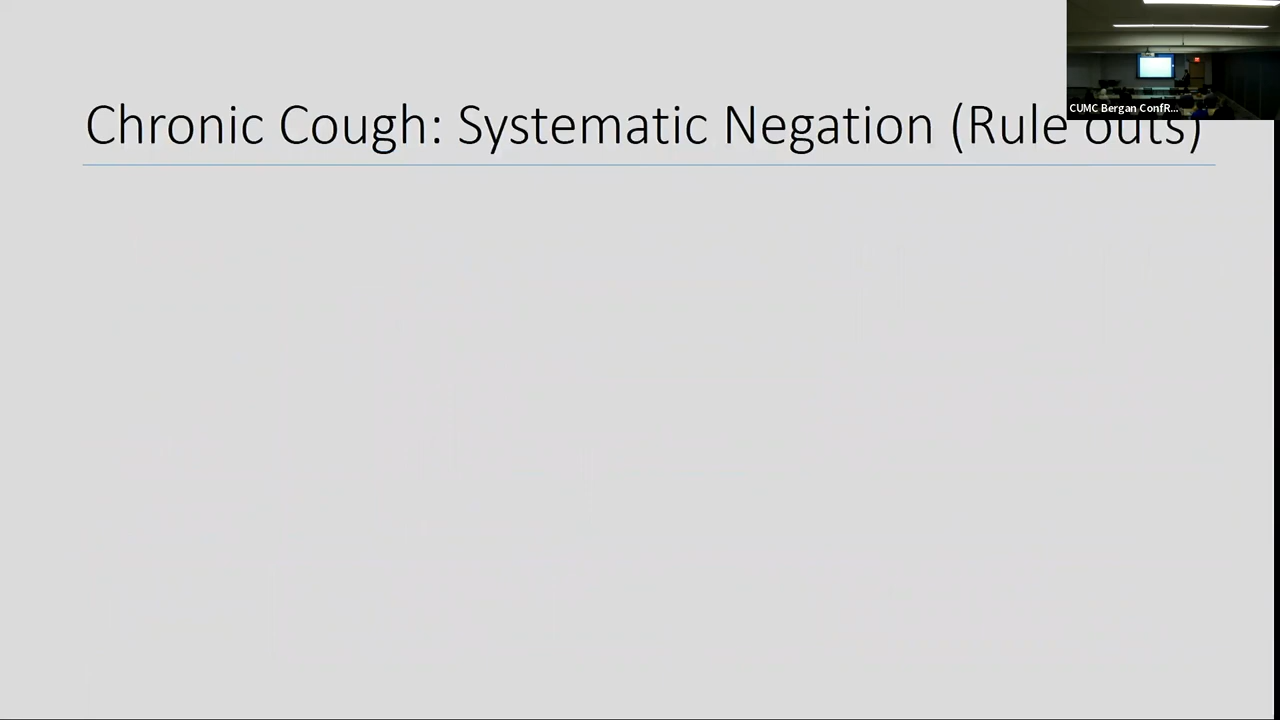 Chronic Cough: Systematic Negation (Rule outs)
CUMC Bergan ConfR...